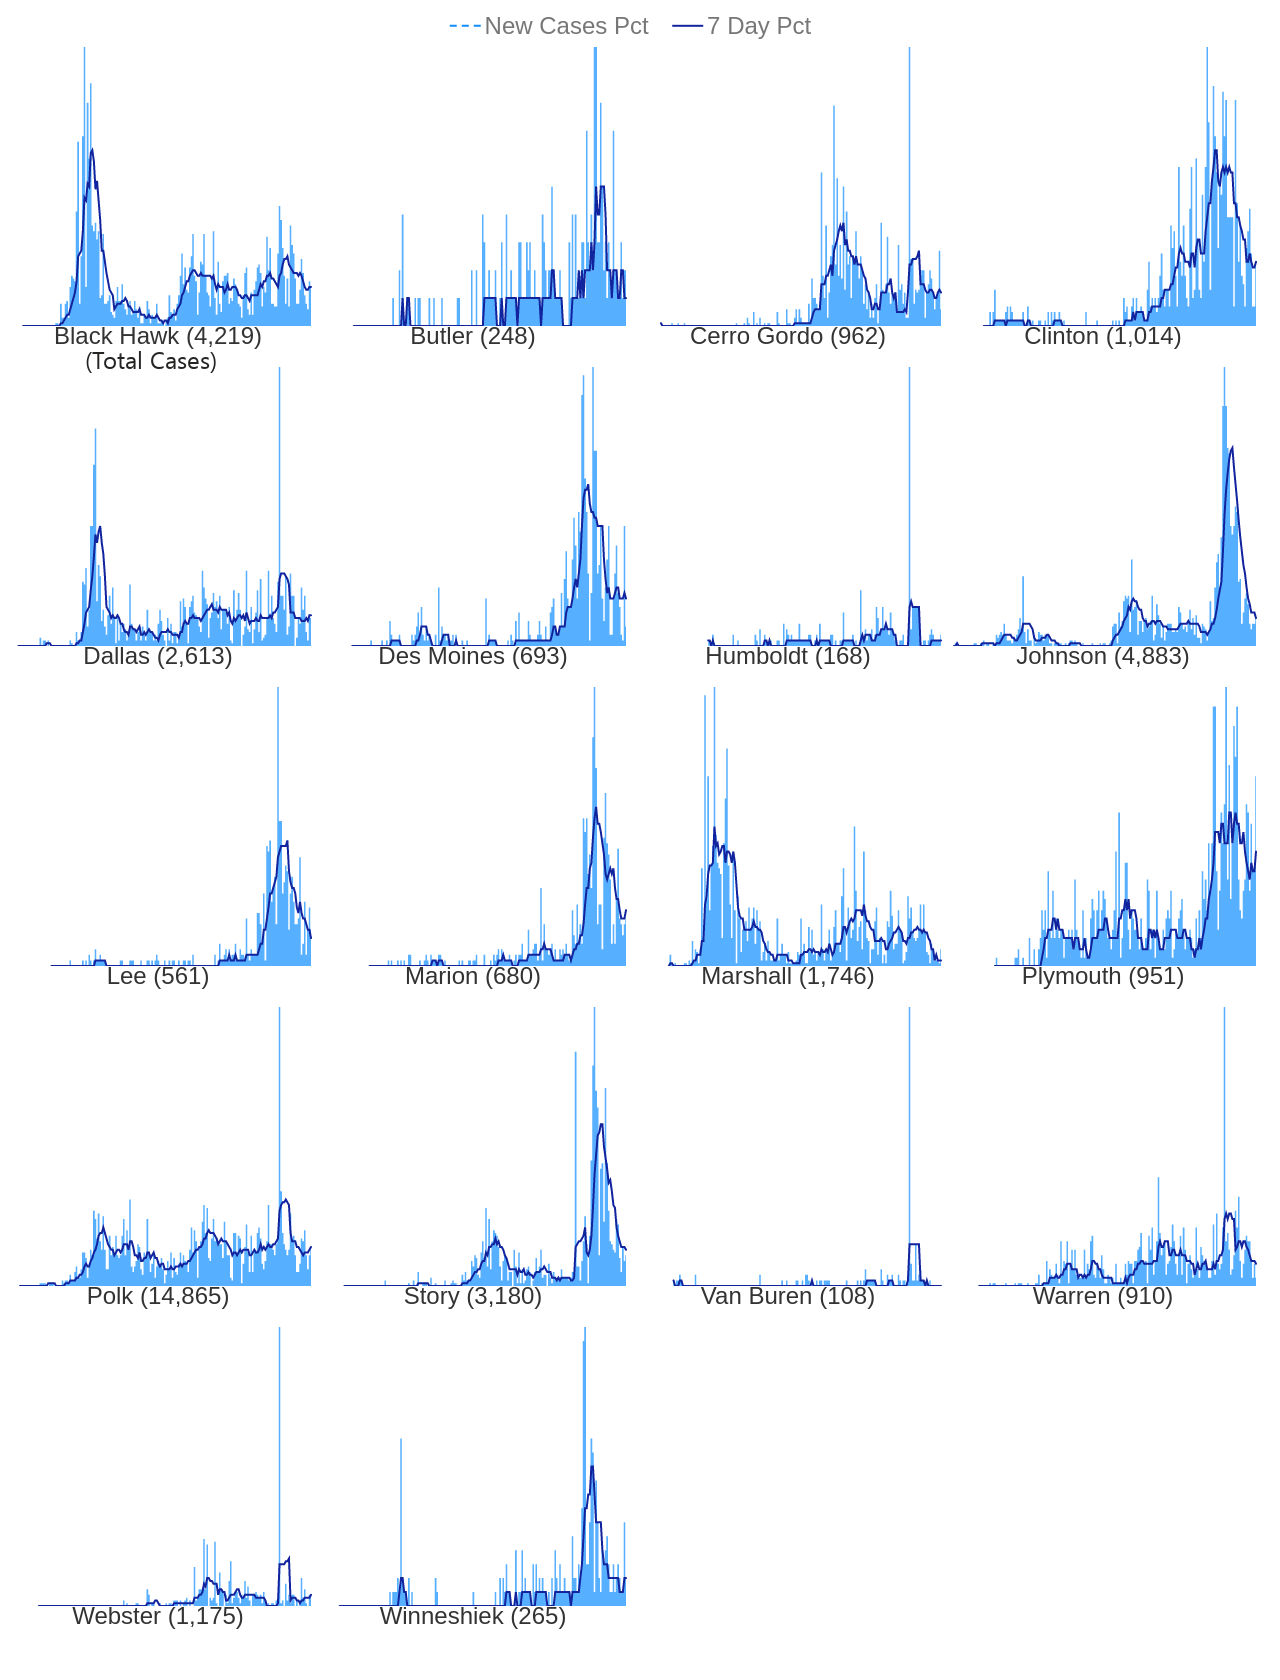 New Cases Pct 7 Day Pct
Black Hawk (4,219) Butler (248) Cerro Gordo (962) Clinton (1,014)
(Total Cases)
Dallas (2,613) Des Moines (693) Humboldt (168) Johnson (4,883)
Lee (561) Marion (680) Marshall (1,746) Plymouth (951)
Polk (14,865) Story (3,180) Van Buren (108) Warren (910)
Webster (1,175) Winneshiek (265)